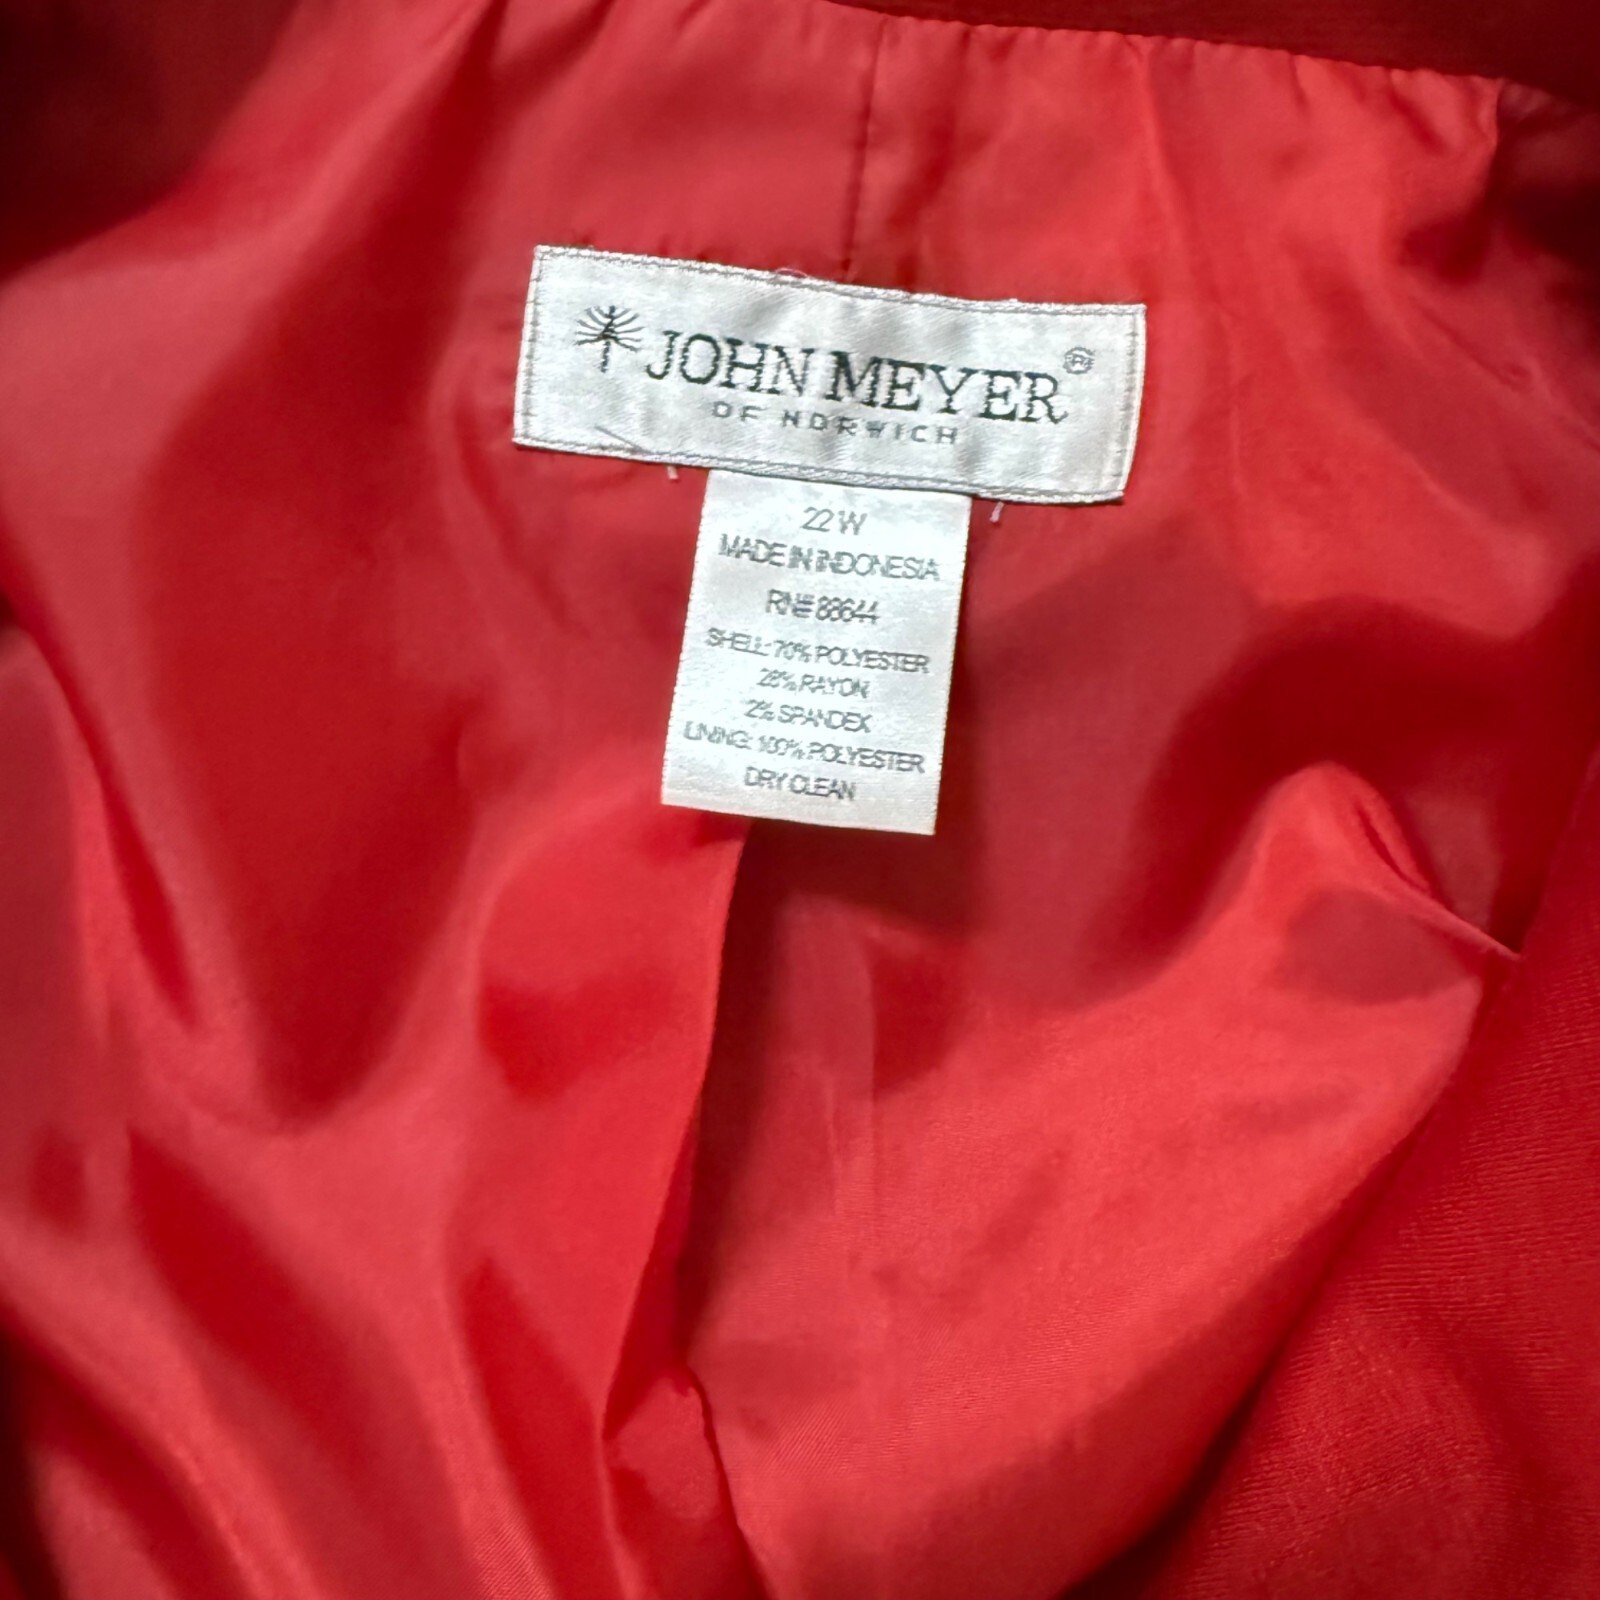 JOHN MEYER®
OF NORWICH
22W
MADE IN INDONESIA
RN# 88644
SHELL: 70% POLYESTER
28% RAYON
2% SPANDEX
LINING: 100% POLYESTER
DRY CLEAN